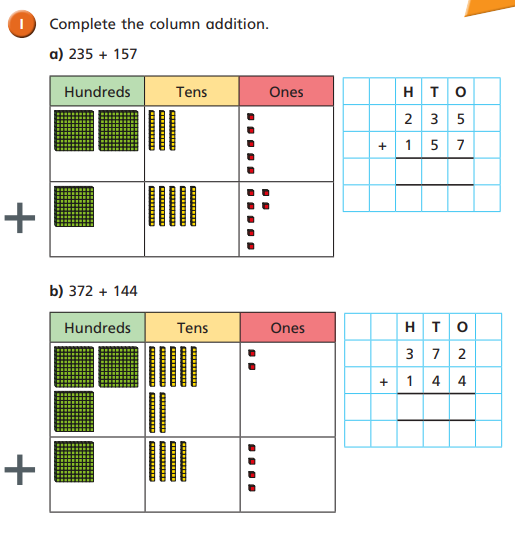 1 Complete the column addition.
a) 235 + 157
Hundreds Tens Ones
H T O
2 3 5
+ 1 5 7
+
b) 372 + 144
Hundreds Tens Ones
H T O
3 7 2
+ 1 4 4
+